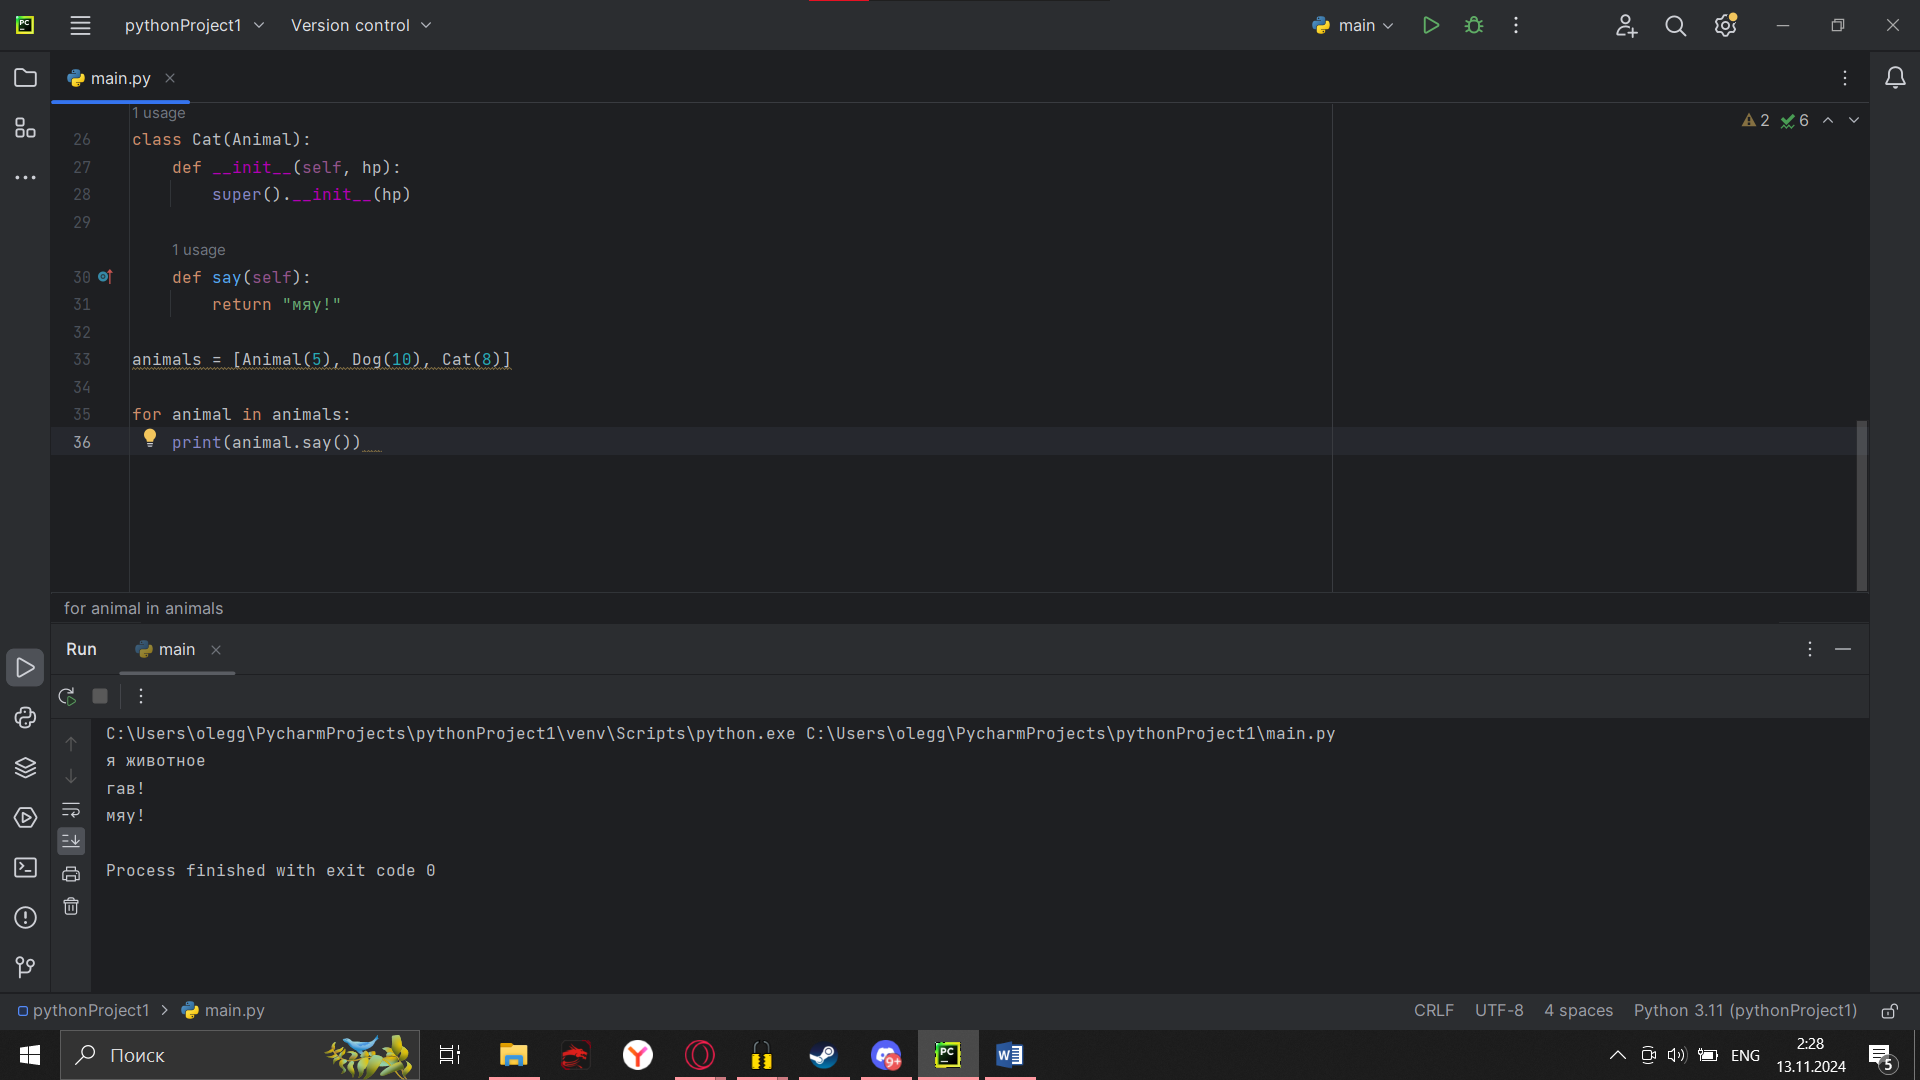 PC
pythonProject1
Version control
main
main.py
2
6
1 usage
26 class Cat(Animal):
27 def __init__(self, hp):
28 super().__init__(hp)
29
1 usage
30 def say(self):
31 return "мяу!"
32
33 animals = [Animal(5), Dog(10), Cat(8)]
34
35 for animal in animals:
36 print(animal.say())
for animal in animals
Run
main
C:\Users\olegg\PycharmProjects\pythonProject1\venv\Scripts\python.exe C:\Users\olegg\PycharmProjects\pythonProject1\main.py
я животное
гав!
мяу!
Process finished with exit code 0
pythonProject1
main.py
CRLF
UTF-8
4 spaces
Python 3.11 (pythonProject1)
Поиск
9+
PC
W
ENG
2:28
13.11.2024
5